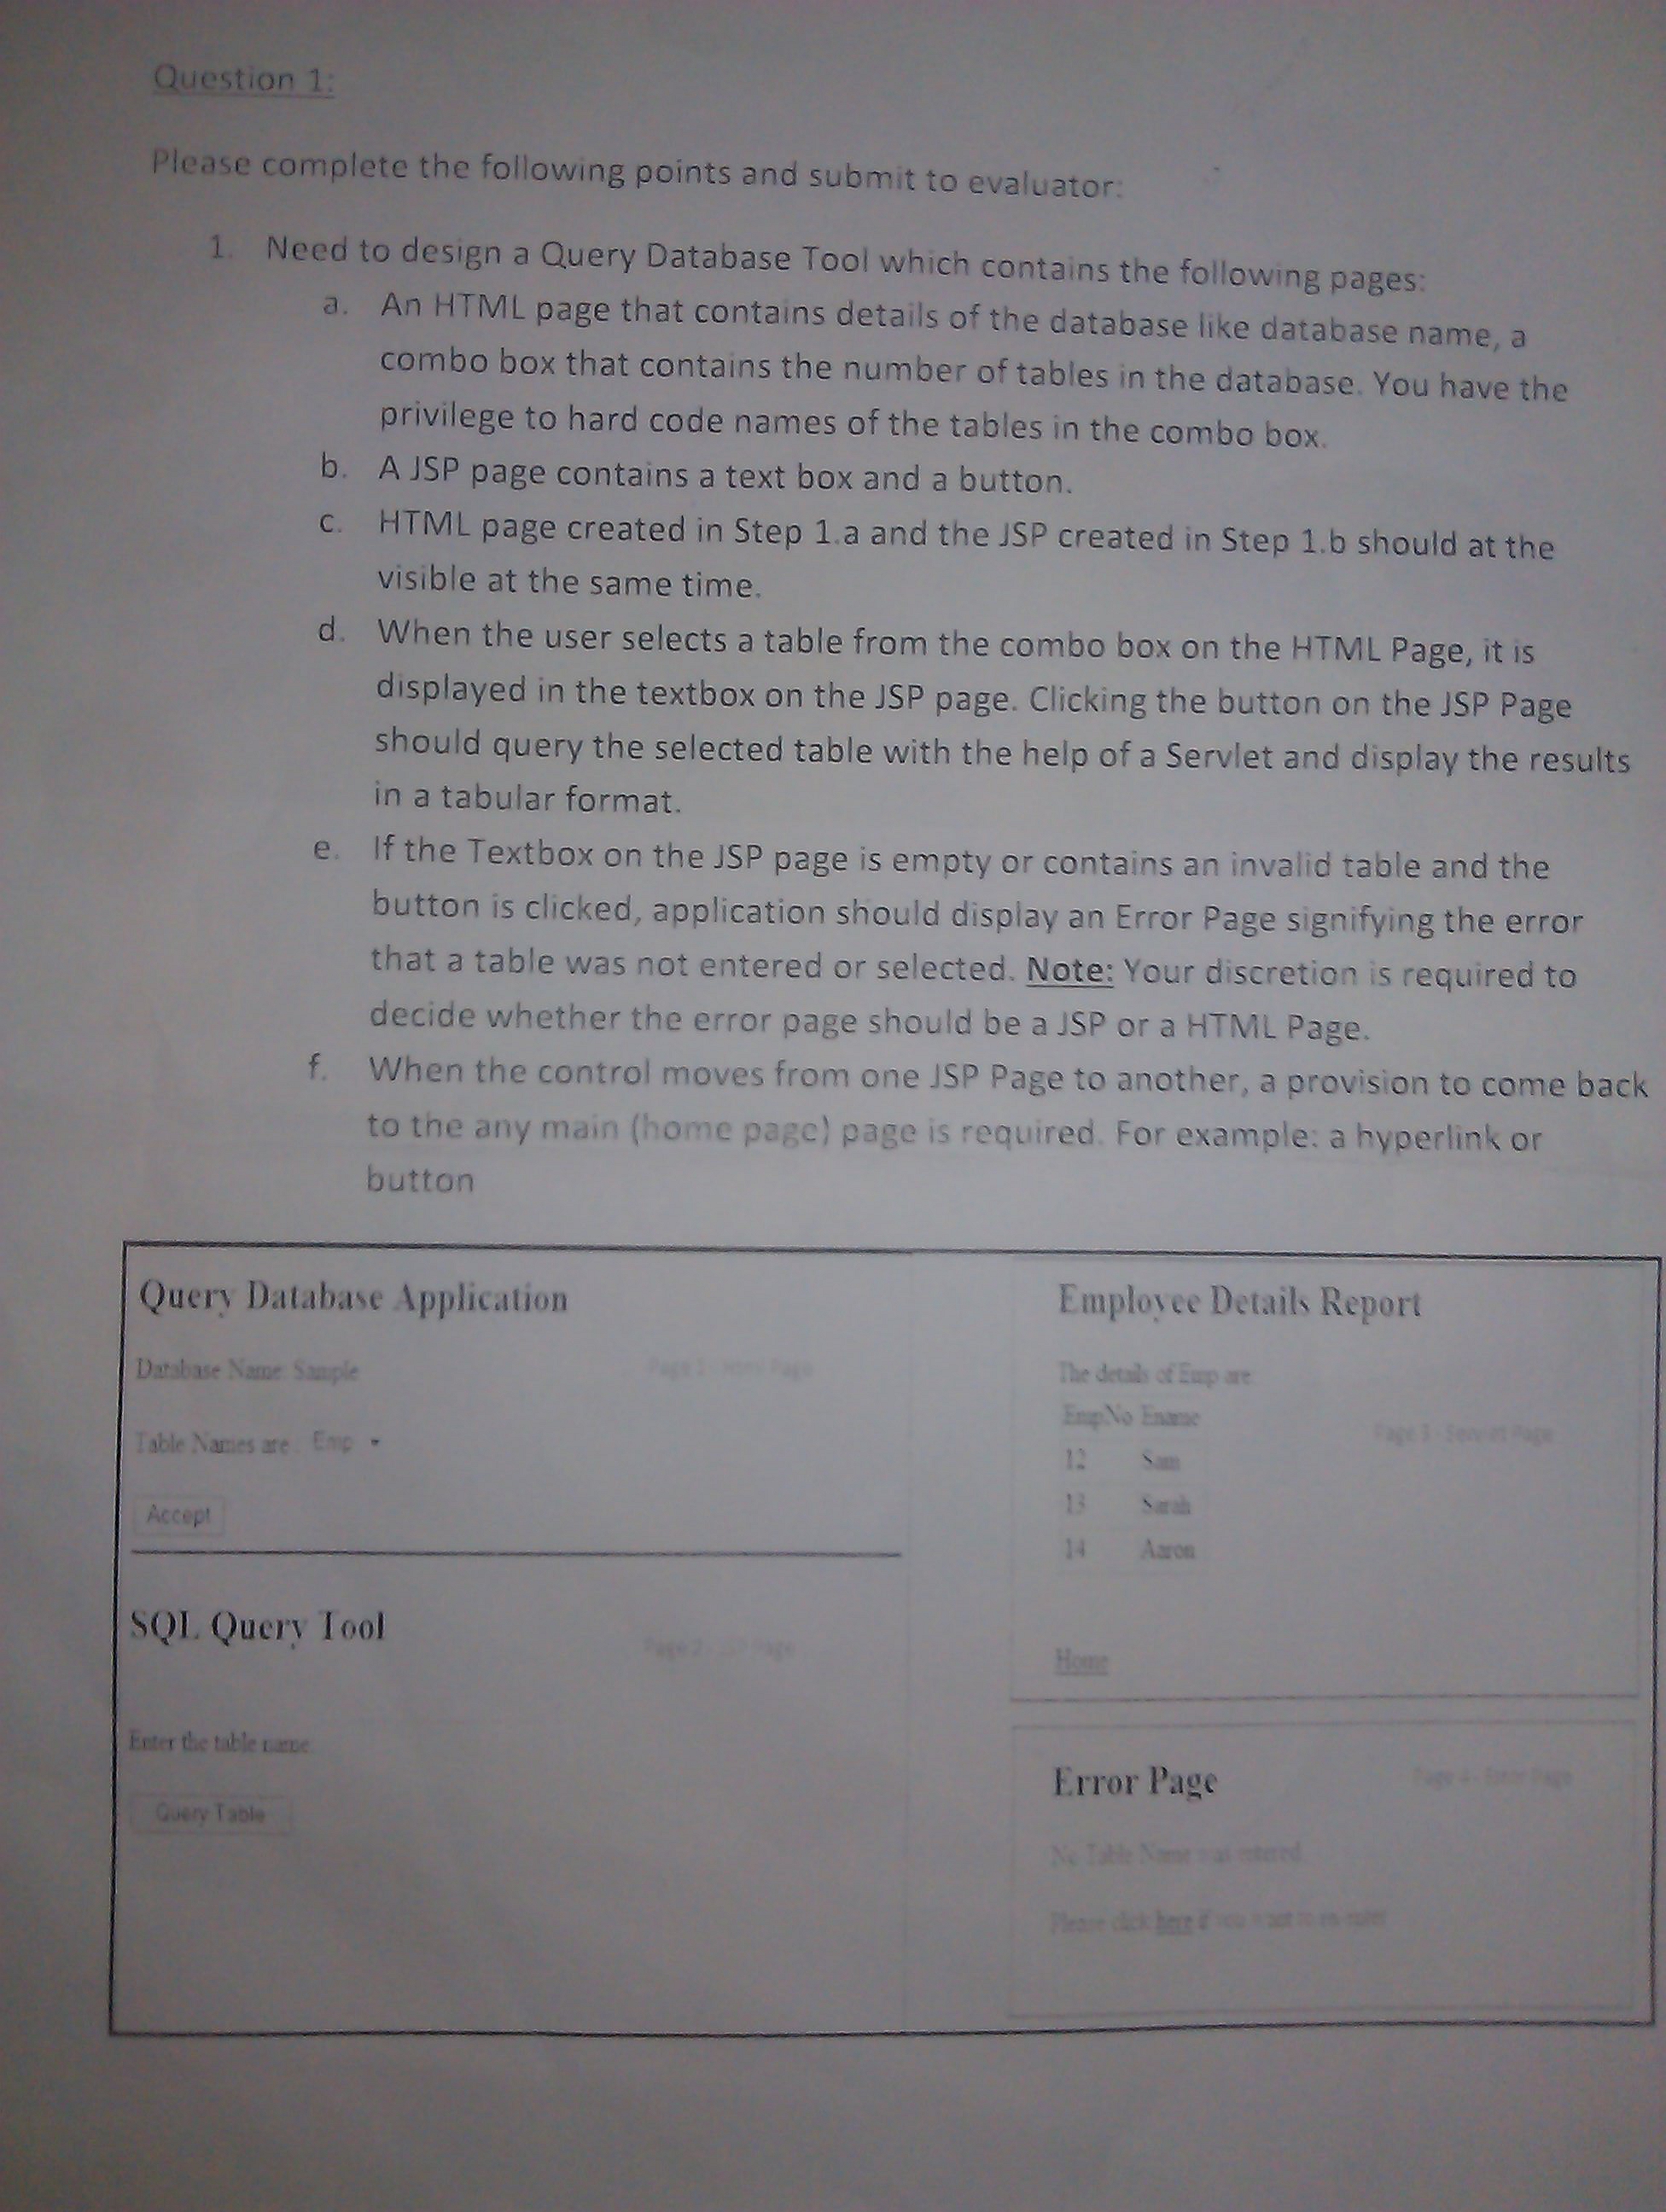 Question 1:
Please complete the following points and submit to evaluator:
1. Need to design a Query Database Tool which contains the following pages:
a. An HTML page that contains details of the database like database name, a
combo box that contains the number of tables in the database. You have the
privilege to hard code names of the tables in the combo box.
b. A JSP page contains a text box and a button.
c. HTML page created in Step 1.a and the JSP created in Step 1.b should at the
visible at the same time.
d. When the user selects a table from the combo box on the HTML Page, it is
displayed in the textbox on the JSP page. Clicking the button on the JSP Page
should query the selected table with the help of a Servlet and display the results
in a tabular format.
e. If the Textbox on the JSP page is empty or contains an invalid table and the
button is clicked, application should display an Error Page signifying the error
that a table was not entered or selected. Note: Your discretion is required to
decide whether the error page should be a JSP or a HTML Page.
f. When the control moves from one JSP Page to another, a provision to come back
to the any main (home page) page is required. For example: a hyperlink or
button
Query Database Application
Database Name: Sample
Page 1 - Html Page
Table Names are : Emp
Accept
SQL Query Tool
Page 2 - JSP Page
Enter the table name
Query Table
Employee Details Report
The details of Emp are
EmpNo Ename
Page 3 - Servlet Page
12 Sam
13 Sarah
14 Aaron
Home
Error Page
Page 4 - Error Page
No Table Name was entered
Please click here if you want to re-enter